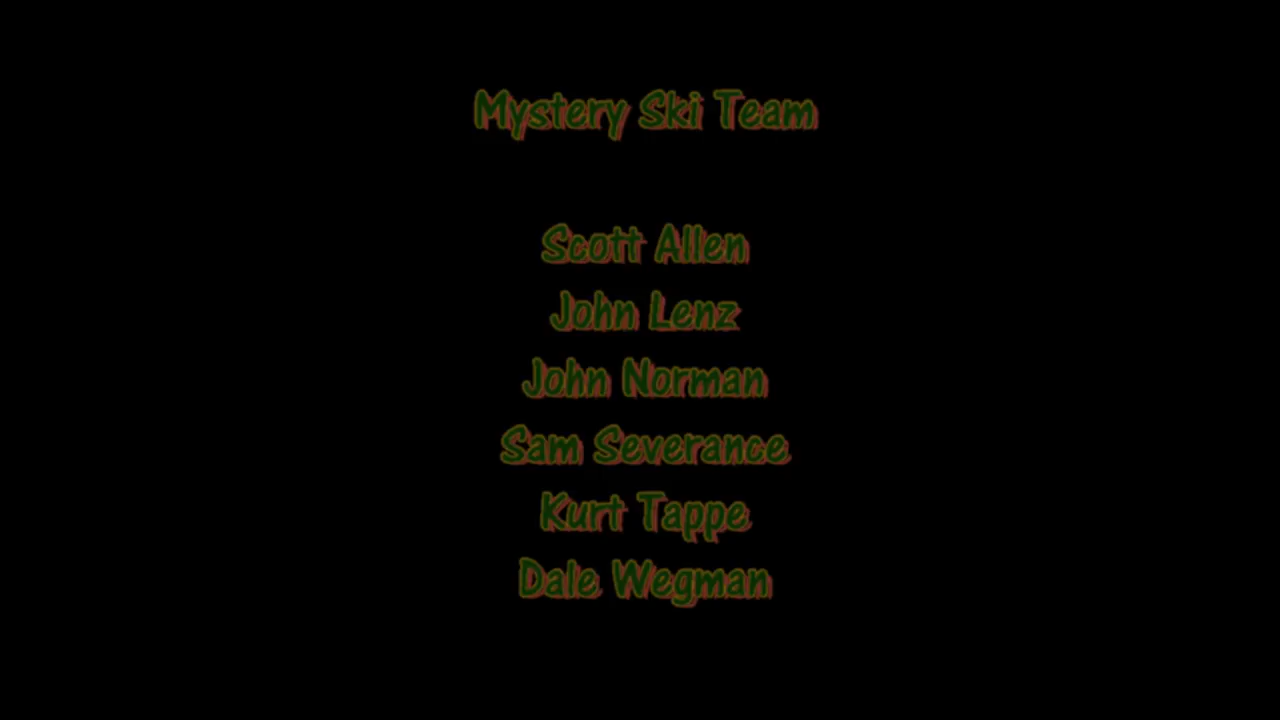 Mystery Ski Team
Scott Allen
John Lenz
John Norman
Sam Severance
Kurt Tappe
Dale Wegman